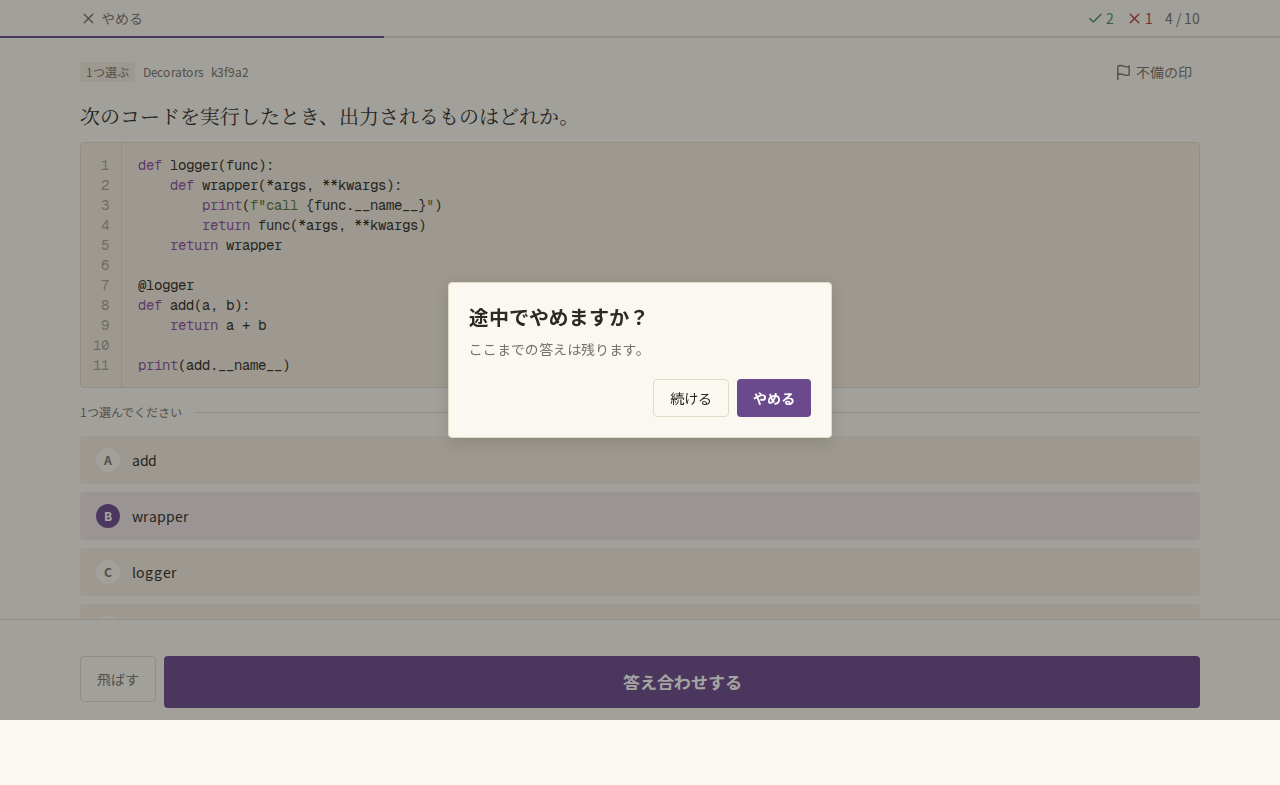 やめる
2 1 4 / 10
1つ選ぶ Decorators k3f9a2 不備の印
次のコードを実行したとき、出力されるものはどれか。
1 def logger(func):
2     def wrapper(*args, **kwargs):
3         print(f"call {func.__name__}")
4         return func(*args, **kwargs)
5     return wrapper
6
7 @logger
8 def add(a, b):
9     return a + b
10
11 print(add.__name__)
途中でやめますか？
ここまでの答えは残ります。
続ける やめる
1つ選んでください
A add
B wrapper
C logger
飛ばす 答え合わせする